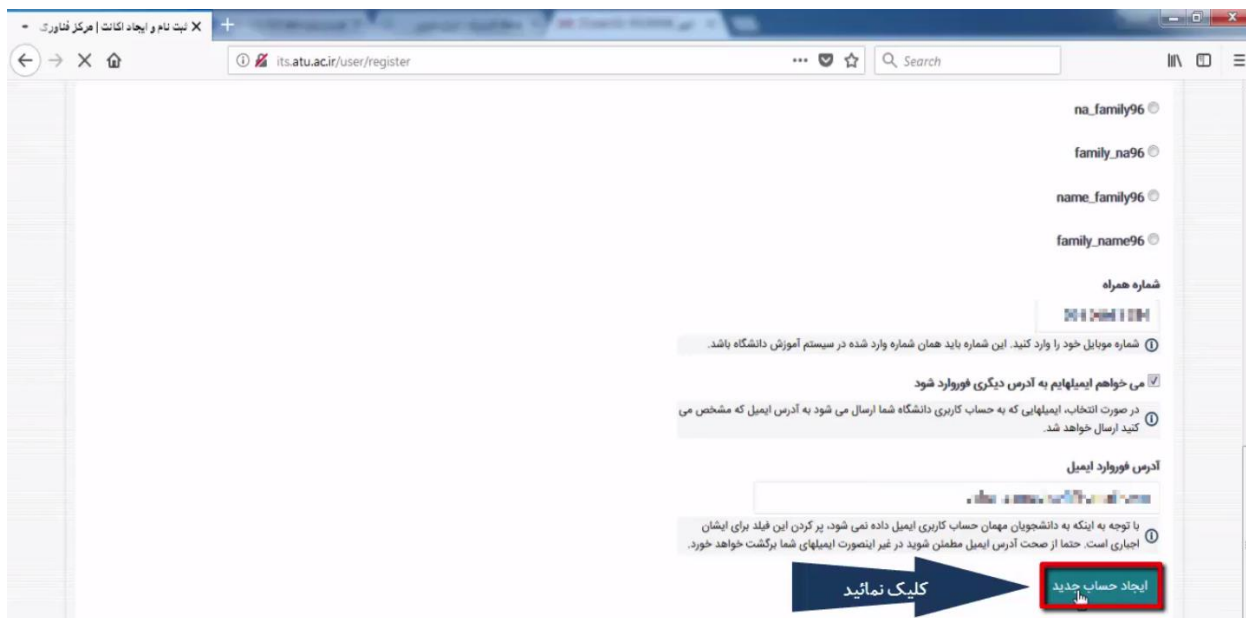 ثبت نام و ایجاد اکانت | مرکز فناوری
its.atu.ac.ir/user/register
Search
na_family96
family_na96
name_family96
family_name96
شماره همراه
شماره موبایل خود را وارد کنید. این شماره باید همان شماره وارد شده در سیستم آموزش دانشگاه باشد.
می خواهم ایمیلهایم به آدرس دیگری فوروارد شود
در صورت انتخاب، ایمیلهایی که به حساب کاربری دانشگاه شما ارسال می شود به آدرس ایمیل که مشخص می
کنید ارسال خواهد شد.
آدرس فوروارد ایمیل
با توجه به اینکه به دانشجویان مهمان حساب کاربری ایمیل داده نمی شود، پر کردن این فیلد برای ایشان
اجباری است. حتما از صحت آدرس ایمیل مطمئن شوید در غیر اینصورت ایمیلهای شما برگشت خواهد خورد.
ایجاد حساب جدید
کلیک نمائید